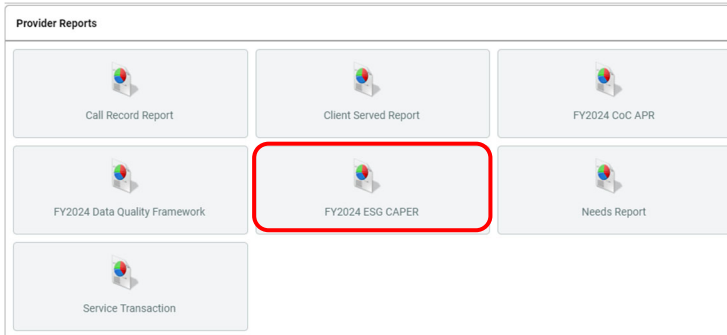 Provider Reports
Call Record Report
Client Served Report
FY2024 CoC APR
FY2024 Data Quality Framework
FY2024 ESG CAPER
Needs Report
Service Transaction